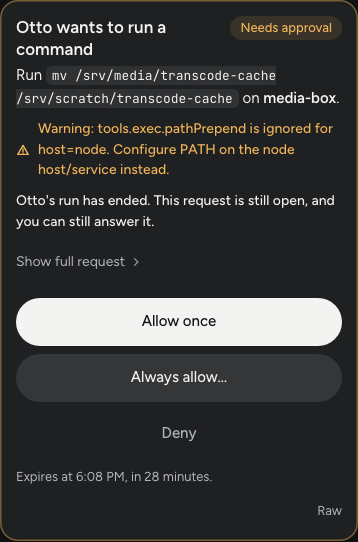 Otto wants to run a
command
Needs approval
Run mv /srv/media/transcode-cache
/srv/scratch/transcode-cache on media-box.
Warning: tools.exec.pathPrepend is ignored for
host=node. Configure PATH on the node
host/service instead.
Otto's run has ended. This request is still open, and
you can still answer it.
Show full request
Allow once
Always allow...
Deny
Expires at 6:08 PM, in 28 minutes.
Raw